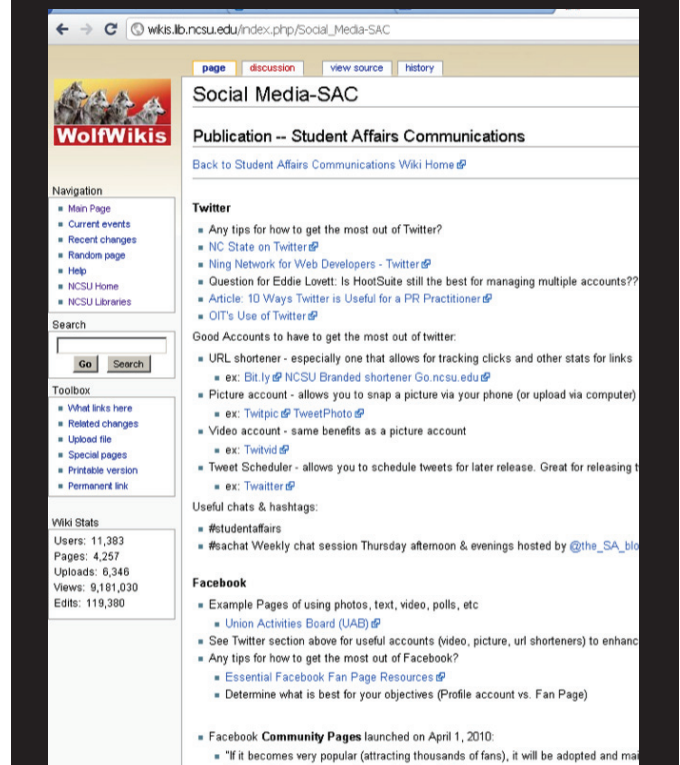 wikis.lib.ncsu.edu/index.php/Social_Media-SAC
page discussion view source history
WolfWikis
Navigation
Main Page
Current events
Recent changes
Random page
Help
NCSU Home
NCSU Libraries
Search
Go Search
Toolbox
What links here
Related changes
Upload file
Special pages
Printable version
Permanent link
Wiki Stats
Users: 11,383
Pages: 4,257
Uploads: 6,346
Views: 9,181,030
Edits: 119,380
Social Media-SAC
Publication -- Student Affairs Communications
Back to Student Affairs Communications Wiki Home
Twitter
Any tips for how to get the most out of Twitter?
NC State on Twitter
Ning Network for Web Developers - Twitter
Question for Eddie Lovett: Is HootSuite still the best for managing multiple accounts??
Article: 10 Ways Twitter is Useful for a PR Practitioner
OIT's Use of Twitter
Good Accounts to have to get the most out of twitter:
URL shortener - especially one that allows for tracking clicks and other stats for links
ex: Bit.ly NCSU Branded shortener Go.ncsu.edu
Picture account - allows you to snap a picture via your phone (or upload via computer)
ex: Twitpic TweetPhoto
Video account - same benefits as a picture account
ex: Twitvid
Tweet Scheduler - allows you to schedule tweets for later release. Great for releasing
ex: Twaitter
Useful chats & hashtags:
#studentaffairs
#sachat Weekly chat session Thursday afternoon & evenings hosted by @the_SA_blo
Facebook
Example Pages of using photos, text, video, polls, etc
Union Activities Board (UAB)
See Twitter section above for useful accounts (video, picture, url shorteners) to enhanc
Any tips for how to get the most out of Facebook?
Essential Facebook Fan Page Resources
Determine what is best for your objectives (Profile account vs. Fan Page)
Facebook Community Pages launched on April 1, 2010:
"If it becomes very popular (attracting thousands of fans), it will be adopted and mai